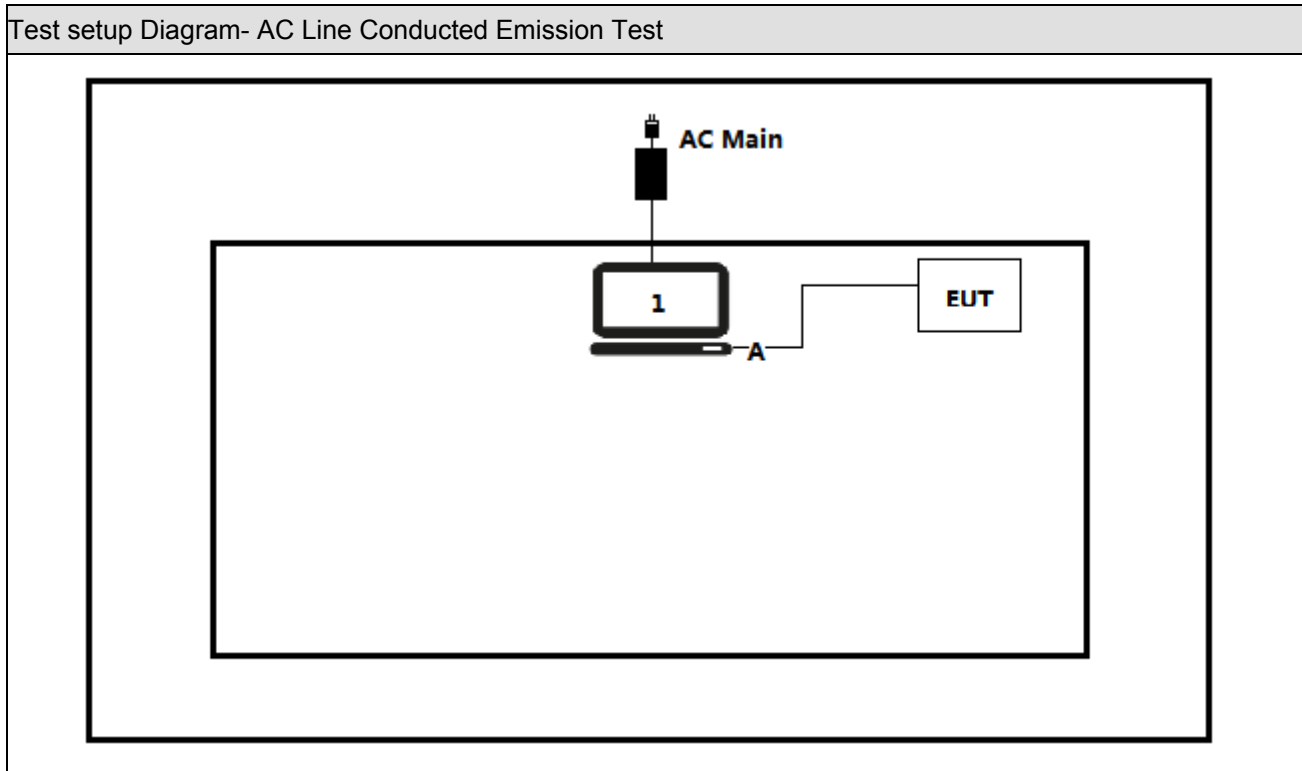 Test setup Diagram- AC Line Conducted Emission Test
AC Main
1
EUT
A